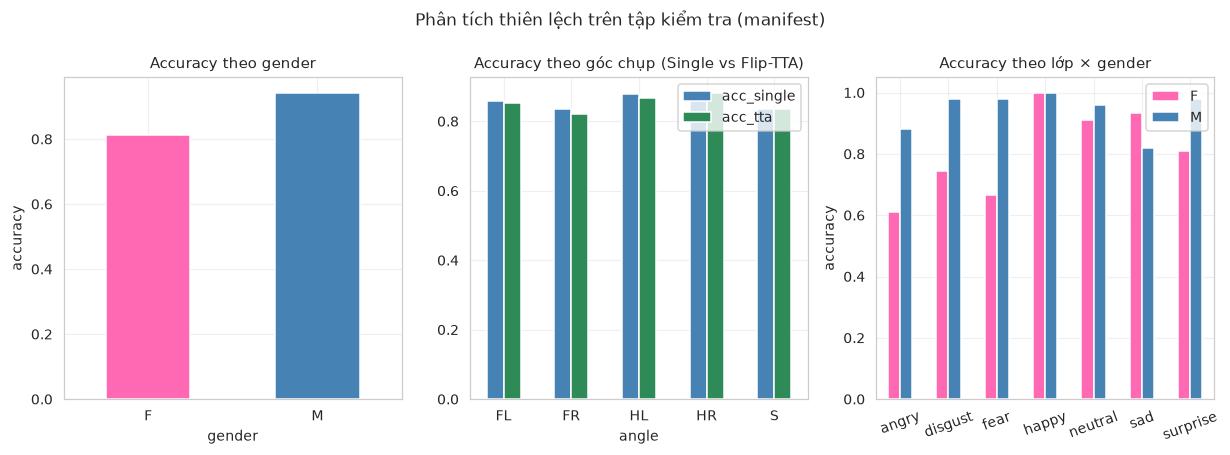 Phân tích thiên lệch trên tập kiểm tra (manifest)
Accuracy theo gender
accuracy
0.8
0.6
0.4
0.2
0.0
F
M
gender
Accuracy theo góc chụp (Single vs Flip-TTA)
acc_single
acc_tta
0.8
0.6
0.4
0.2
0.0
FL
FR
HL
HR
S
angle
Accuracy theo lớp × gender
F
M
accuracy
1.0
0.8
0.6
0.4
0.2
0.0
angry
disgust
fear
happy
neutral
sad
surprise